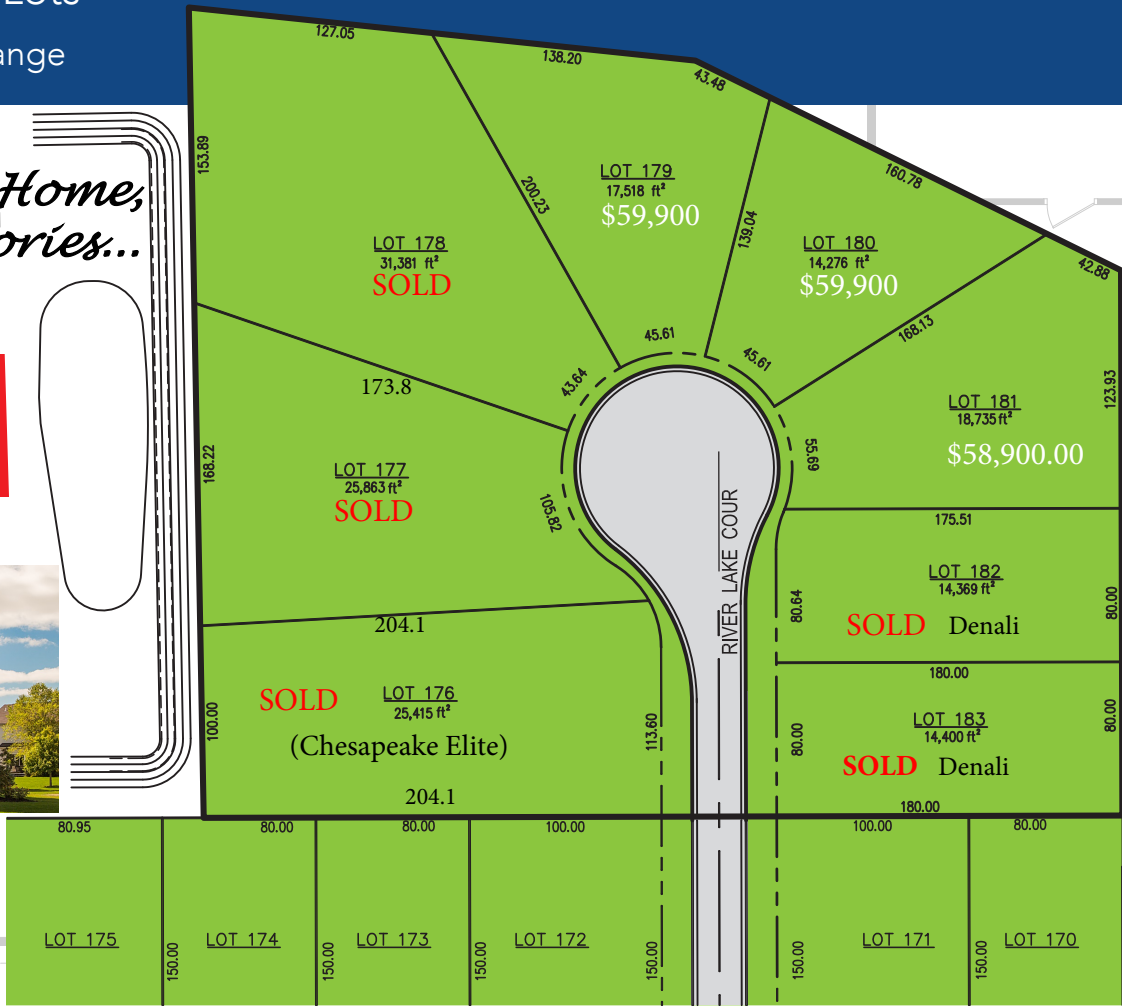 ange
Home,
ories...
127.05
138.20
43.48
153.89
200.23
LOT 179
17,518 ft²
$59,900
139.04
160.78
LOT 178
31,381 ft²
SOLD
LOT 180
14,276 ft²
$59,900
42.88
45.61
45.61
168.13
43.64
173.8
123.93
LOT 181
18,735 ft²
$58,900.00
168.22
LOT 177
25,863 ft²
SOLD
55.69
105.82
175.51
RIVER LAKE COUR
LOT 182
14,369 ft²
SOLD Denali
80.64
80.00
204.1
180.00
SOLD
LOT 176
25,415 ft²
(Chesapeake Elite)
100.00
113.60
80.00
LOT 183
14,400 ft²
SOLD Denali
80.00
204.1
180.00
80.95
80.00
80.00
100.00
100.00
80.00
LOT 175
LOT 174
LOT 173
LOT 172
LOT 171
LOT 170
150.00
150.00
150.00
150.00
150.00
150.00